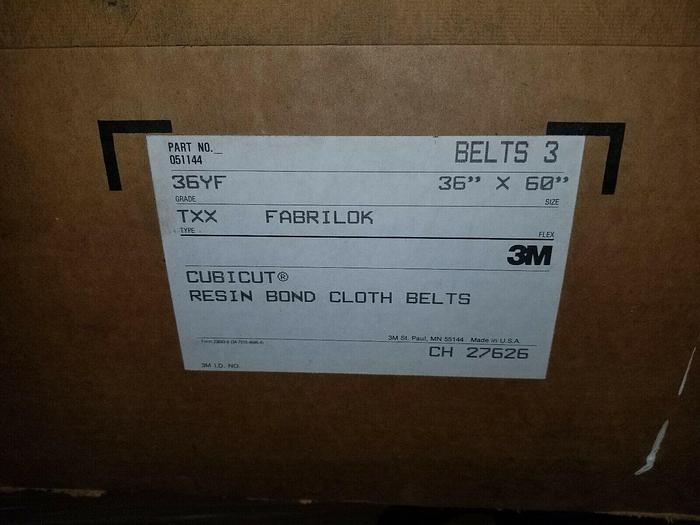 PART NO._ BELTS 3
051144
36YF 36" X 60"
GRADE SIZE
TXX FABRILOK
TYPE FLEX
3M
CUBICUT®
RESIN BOND CLOTH BELTS
3M St. Paul, MN 55144 Made in U.S.A.
CH 27626
3M I.D. NO.